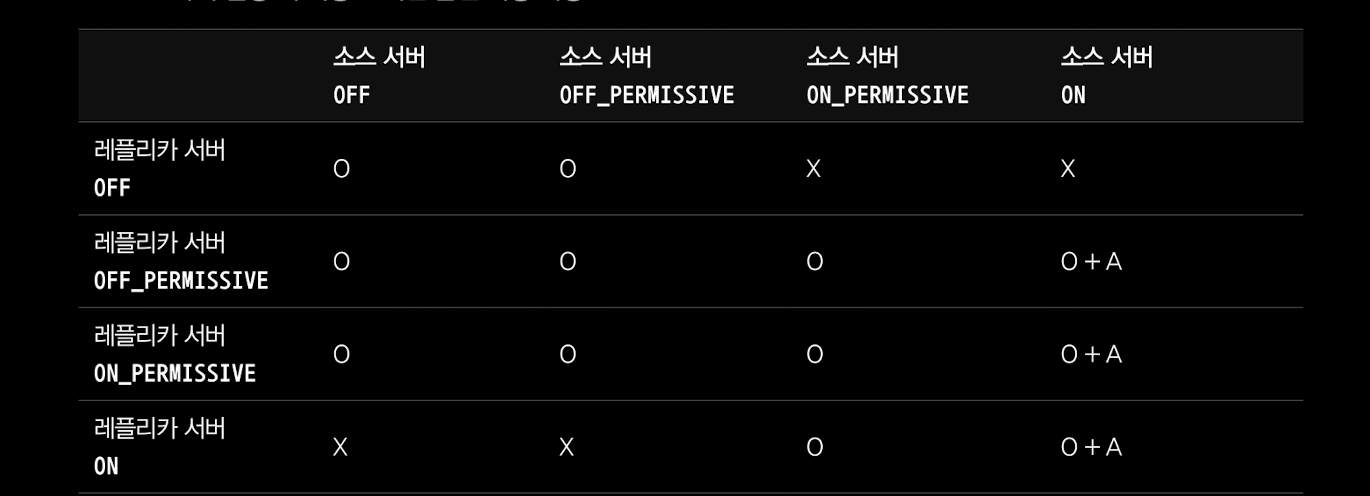 소스 서버 소스 서버 소스 서버 소스 서버
OFF OFF_PERMISSIVE ON_PERMISSIVE ON
레플리카 서버
OFF O O X X
레플리카 서버
OFF_PERMISSIVE O O O O + A
레플리카 서버
ON_PERMISSIVE O O O O + A
레플리카 서버
ON X X O O + A